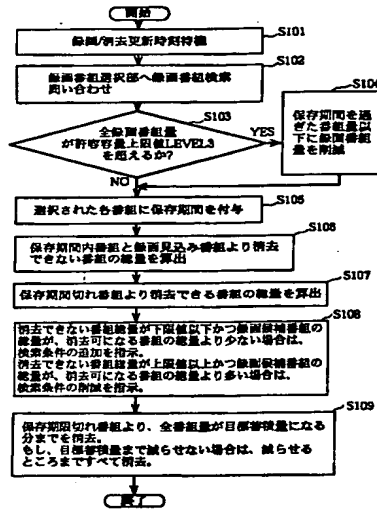 開始
S101
録画/消去更新時刻待機
S102
録画番組選択部へ録画番組検索
問い合わせ
S103
全録画番組量
が許容容量上限値LEVEL3
を超えるか?
YES
NO
S104
保存期間を過
ぎた番組量以
下に録画番組
量を削減
S105
選択された各番組に保存期間を付与
S106
保存期間内番組と録画見込み番組より消去
できない番組の総量を算出
S107
保存期間切れ番組より消去できる番組の総量を算出
S108
消去できない番組総量が下限値以下かつ録画候補番組の
総量が、消去可になる番組の総量より少ない場合は、
検索条件の追加を指示。
消去できない番組総量が上限値以上かつ録画候補番組の
総量が、消去可になる番組の総量より多い場合は、
検索条件の削減を指示。
S109
保存期限切れ番組より、全番組量が目標蓄積量になる
分までを消去。
もし、目標蓄積量まで減らせない場合は、減らせる
ところまですべて消去。
終了